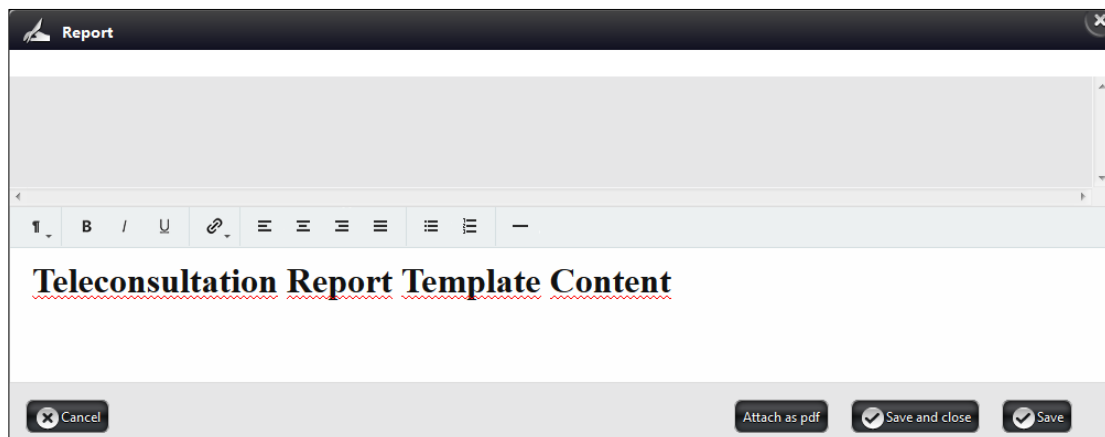 Report
B I U
Teleconsultation Report Template Content
Cancel
Attach as pdf
Save and close
Save